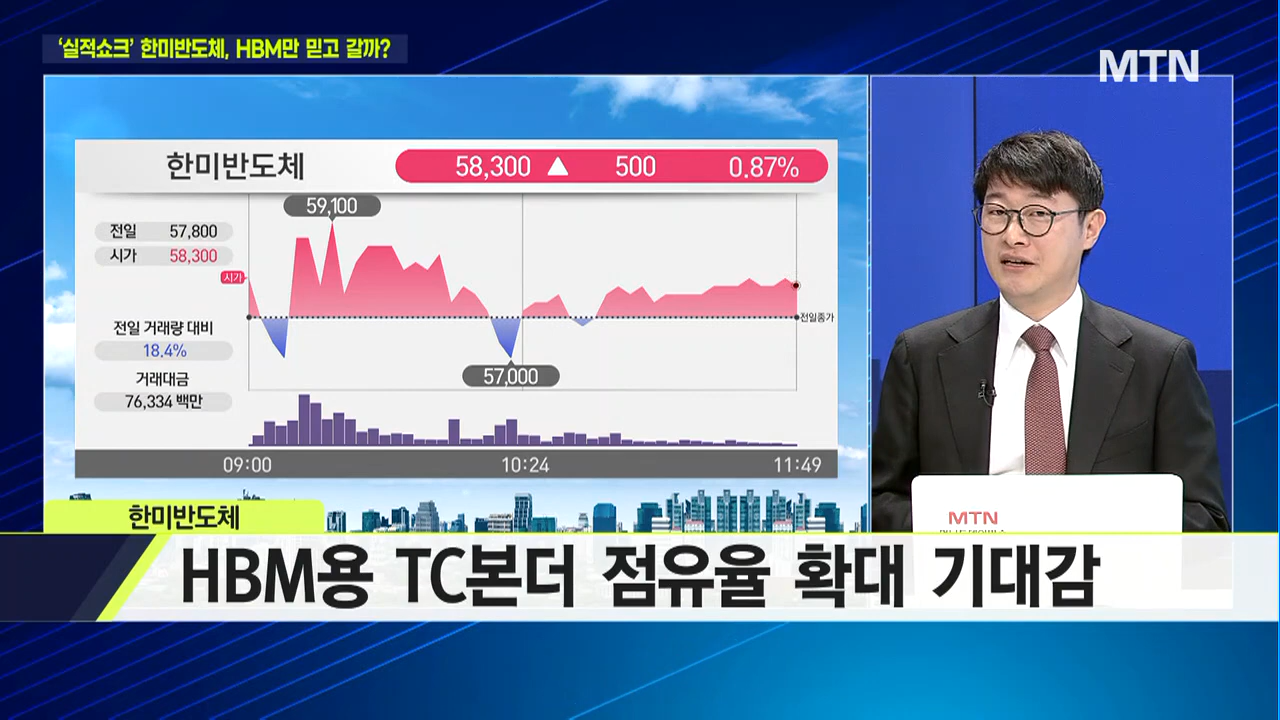 ‘실적쇼크’ 한미반도체, HBM만 믿고 갈까?
MTN
한미반도체
58,300 ▲ 500 0.87%
59,100
전일 57,800
시가 58,300
시가
전일종가
전일 거래량 대비
18.4%
거래대금
76,334 백만
57,000
09:00 10:24 11:49
MTN
한미반도체
HBM용 TC본더 점유율 확대 기대감